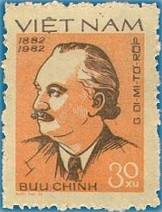 VIỆT NAM
1882
1982
G. ĐI-MI-TƠ-RỐP
30
XU
BƯU CHÍNH